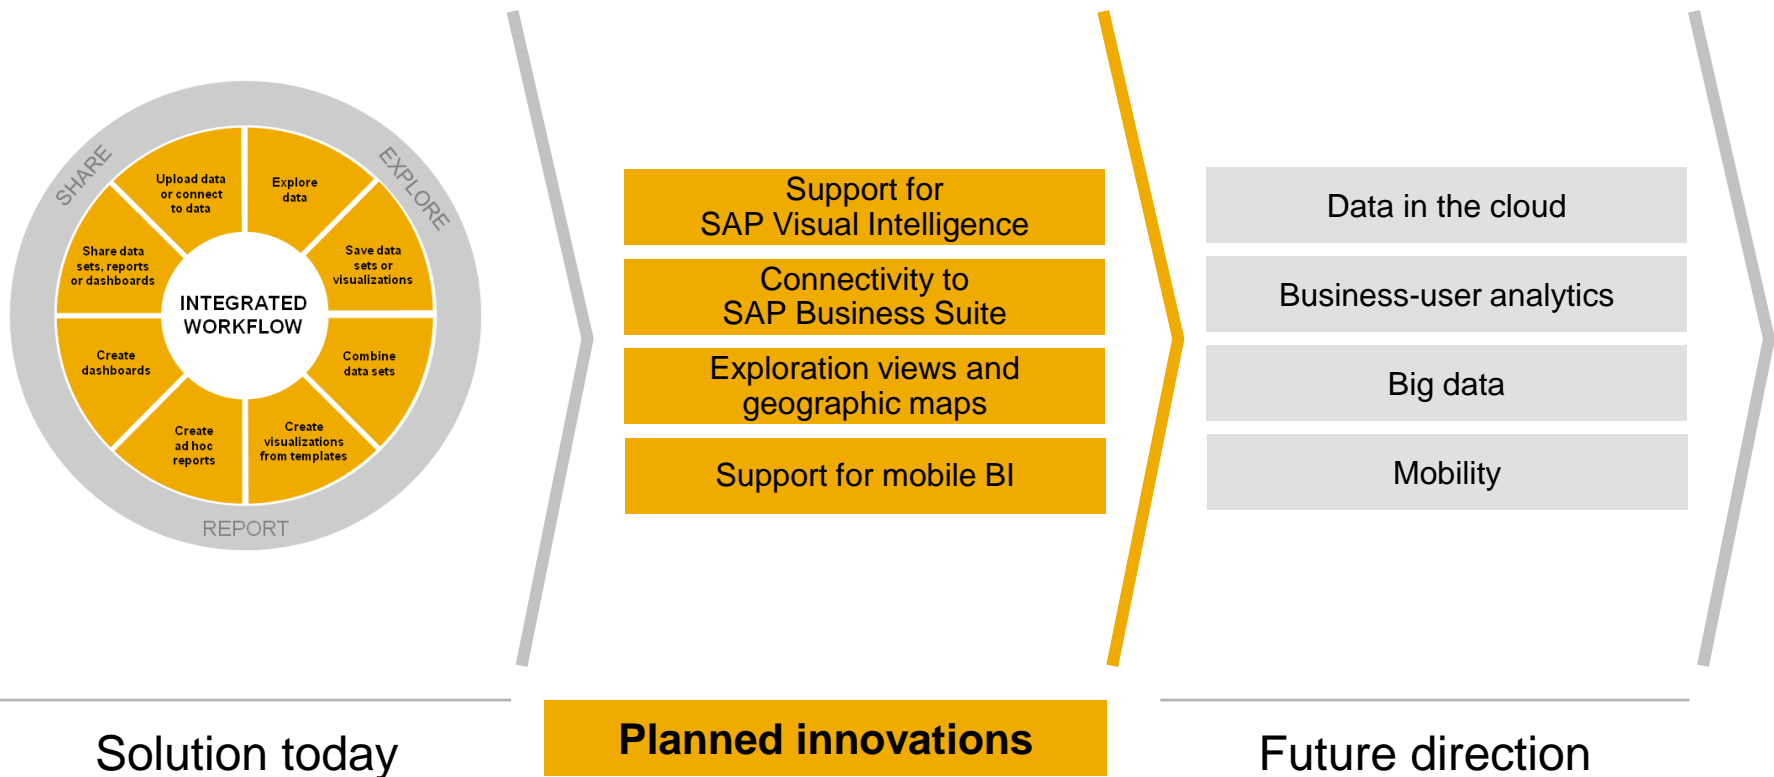 SHARE
EXPLORE
REPORT
INTEGRATED
WORKFLOW
Upload data
or connect
to data
Explore
data
Save data
sets or
visualizations
Combine
data sets
Create
visualizations
from templates
Create
ad hoc
reports
Create
dashboards
Share data
sets, reports
or dashboards
Support for
SAP Visual Intelligence
Connectivity to
SAP Business Suite
Exploration views and
geographic maps
Support for mobile BI
Data in the cloud
Business-user analytics
Big data
Mobility
Solution today
Planned innovations
Future direction